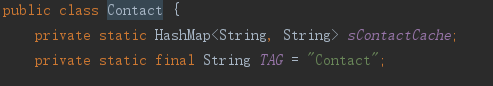 public class Contact {
private static HashMap<String, String> sContactCache;
private static final String TAG = "Contact";